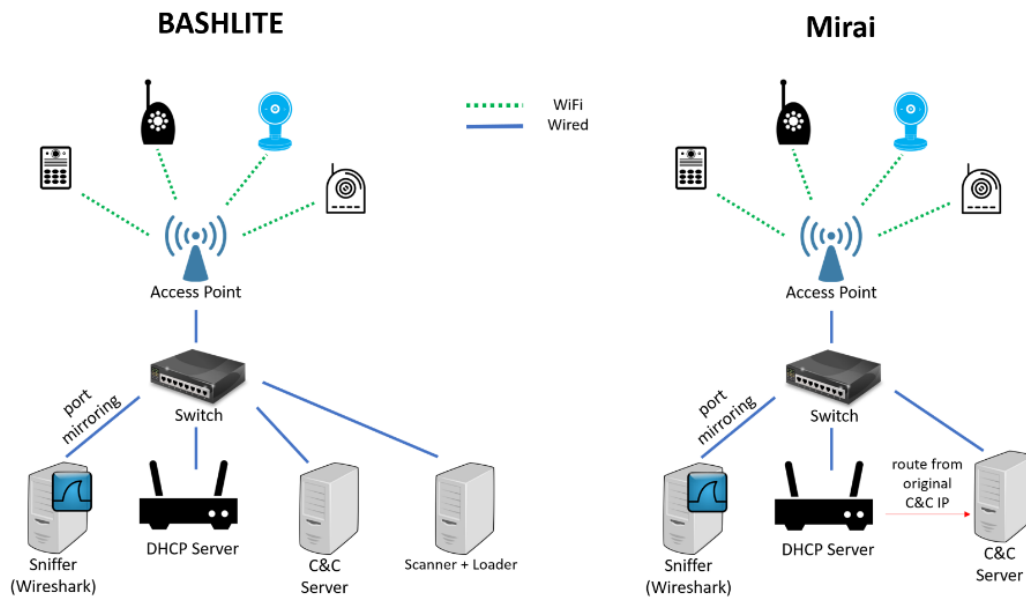 BASHLITE
Mirai
WiFi
Wired
Access Point
Access Point
port
mirroring
Switch
port
mirroring
Switch
route from
original
C&C IP
DHCP Server
DHCP Server
Sniffer
(Wireshark)
C&C
Server
Scanner + Loader
Sniffer
(Wireshark)
C&C
Server